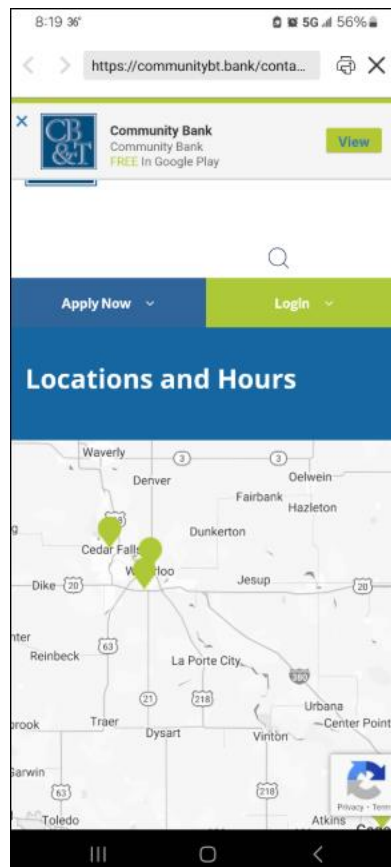 8:19 36°
5G 56%
https://communitybt.bank/conta...
CB
&T
Community Bank
Community Bank
FREE In Google Play
View
Apply Now
Login
Locations and Hours
Waverly
3
3
Denver
Oelwein
Fairbank
Hazleton
Dunkerton
Cedar Falls
Dike
20
Jesup
20
63
Reinbeck
La Porte City
380
21
218
Urbana
Center Point
Traer
Dysart
Vinton
Garwin
63
218
Privacy - Term
Toledo
Atkins